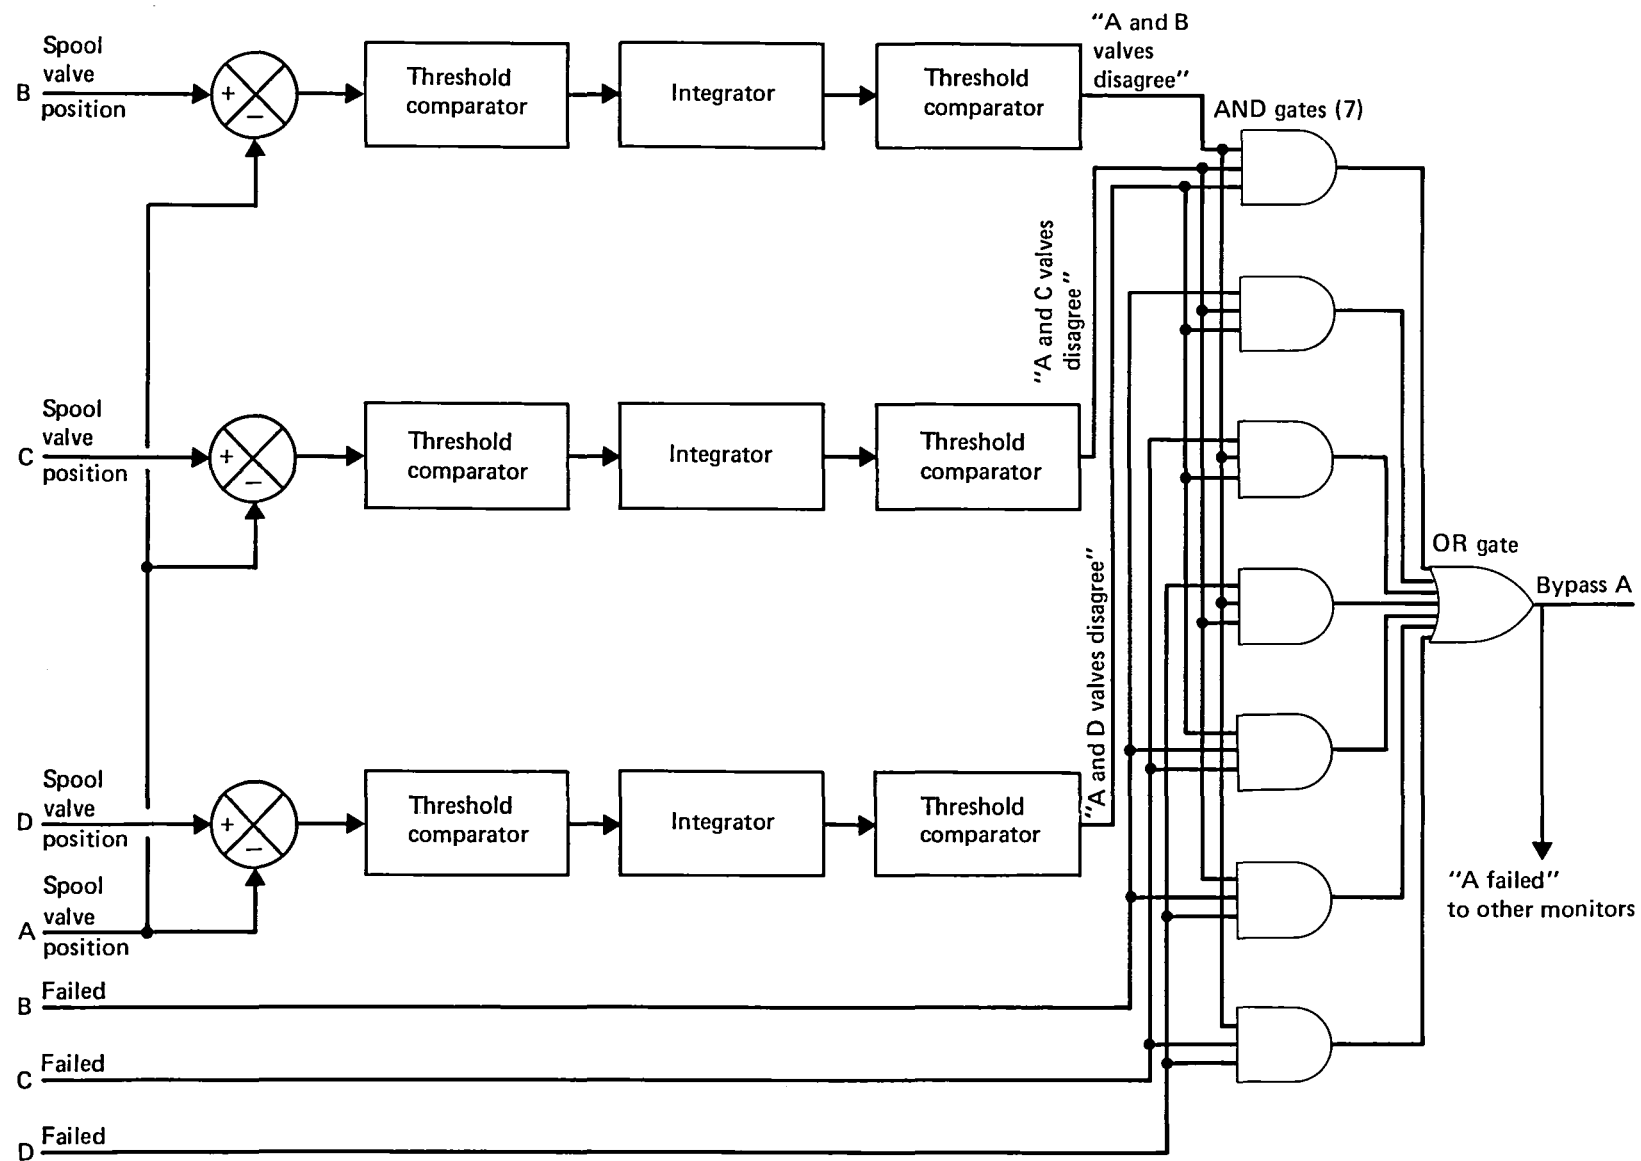 Spool
valve
B position
+
−
Threshold
comparator
Integrator
Threshold
comparator
"A and B
valves
disagree"
AND gates (7)
"A and C valves
disagree"
Spool
valve
C position
+
−
Threshold
comparator
Integrator
Threshold
comparator
OR gate
Bypass A
"A and D valves disagree"
Spool
valve
D position
+
−
Threshold
comparator
Integrator
Threshold
comparator
"A failed"
to other monitors
Spool
valve
A position
B Failed
C Failed
D Failed